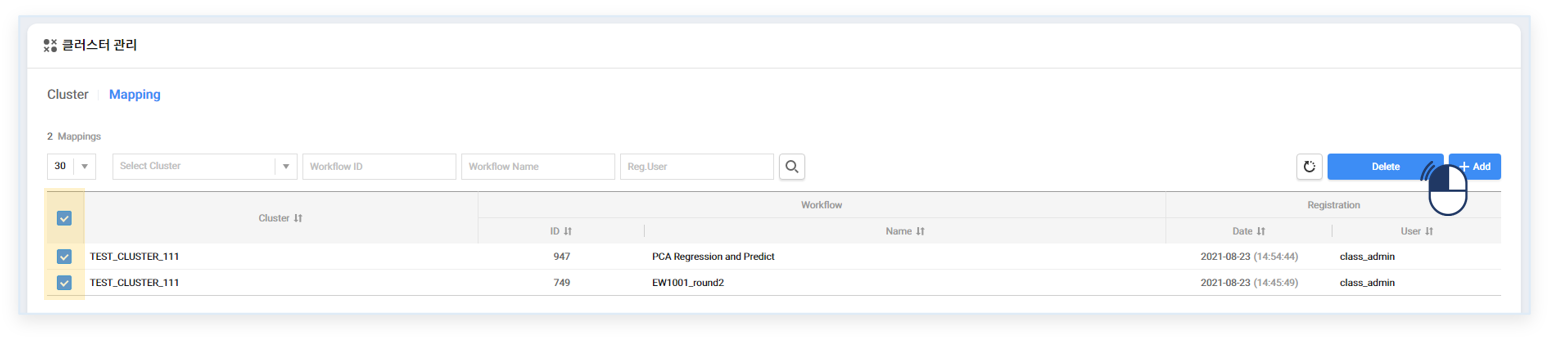 클러스터 관리
Cluster Mapping
2 Mappings
30 Select Cluster Workflow ID Workflow Name Reg.User Delete + Add
Cluster Workflow Registration
ID Name Date User
TEST_CLUSTER_111 947 PCA Regression and Predict 2021-08-23 (14:54:44) class_admin
TEST_CLUSTER_111 749 EW1001_round2 2021-08-23 (14:45:49) class_admin